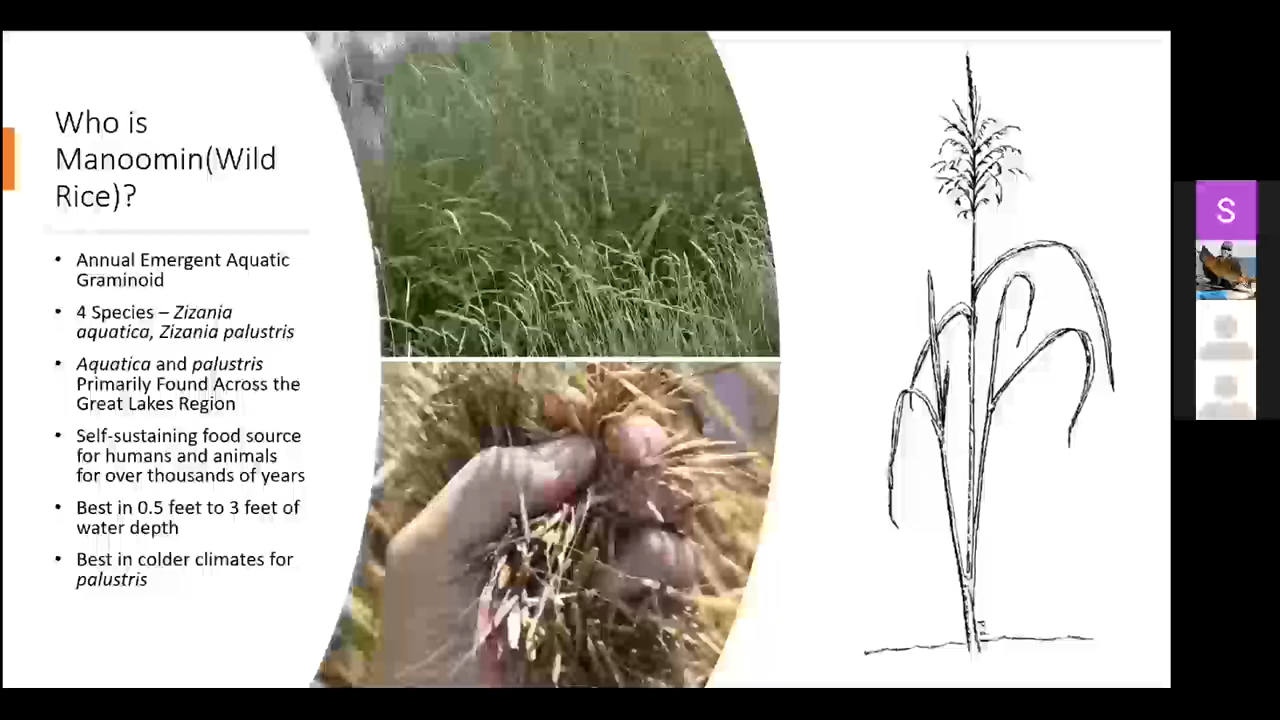 Who is
Manoomin(Wild
Rice)?
• Annual Emergent Aquatic
Graminoid
• 4 Species – Zizania
aquatica, Zizania palustris
• Aquatica and palustris
Primarily Found Across the
Great Lakes Region
• Self-sustaining food source
for humans and animals
for over thousands of years
• Best in 0.5 feet to 3 feet of
water depth
• Best in colder climates for
palustris
S